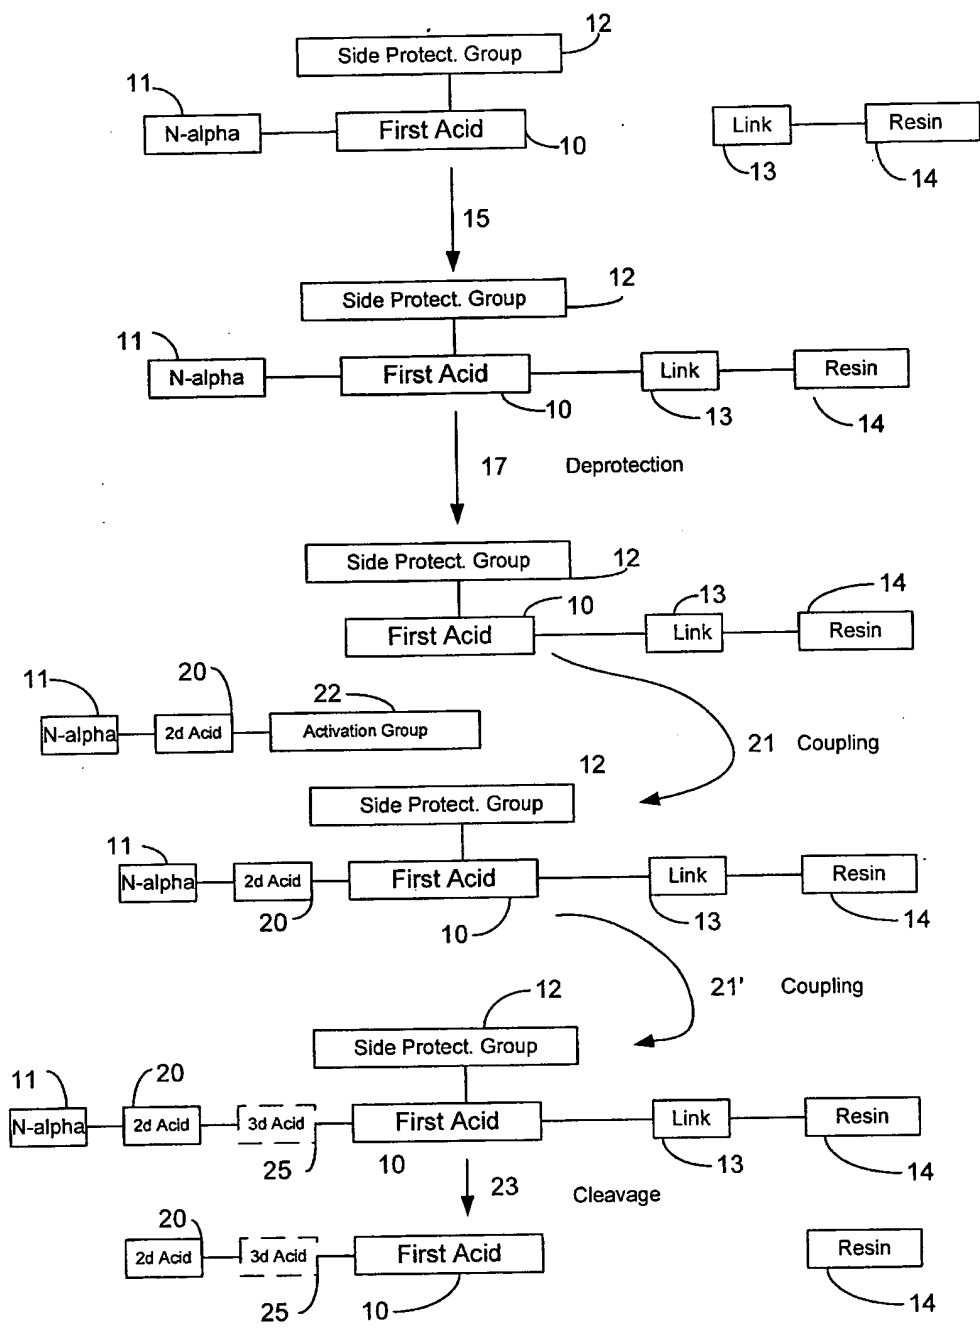 12
Side Protect. Group
11
N-alpha
First Acid
10
Link
13
Resin
14
15
12
Side Protect. Group
11
N-alpha
First Acid
10
Link
13
Resin
14
17 Deprotection
Side Protect. Group
12
10
First Acid
13
Link
14
Resin
11
N-alpha
20
2d Acid
22
Activation Group
21 Coupling
12
Side Protect. Group
11
N-alpha
2d Acid
20
First Acid
10
Link
13
Resin
14
21' Coupling
12
Side Protect. Group
11
N-alpha
20
2d Acid
3d Acid
25
First Acid
10
Link
13
Resin
14
23 Cleavage
20
2d Acid
3d Acid
25
First Acid
10
Resin
14